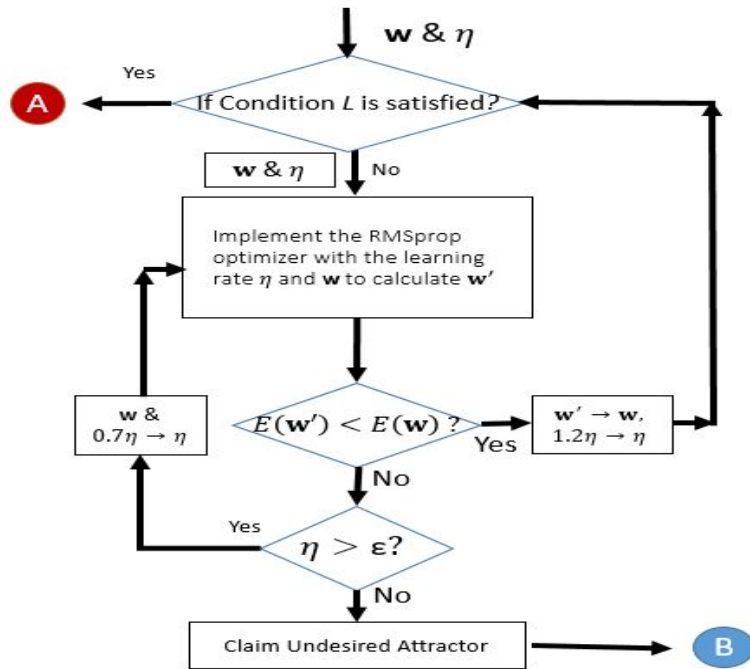 w & η
Yes
A
If Condition L is satisfied?
w & η
No
Implement the RMSprop
optimizer with the learning
rate η and w to calculate w'
w &
0.7η → η
E(w') < E(w) ?
Yes
w' → w,
1.2η → η
No
Yes
η > ε?
No
Claim Undesired Attractor
B